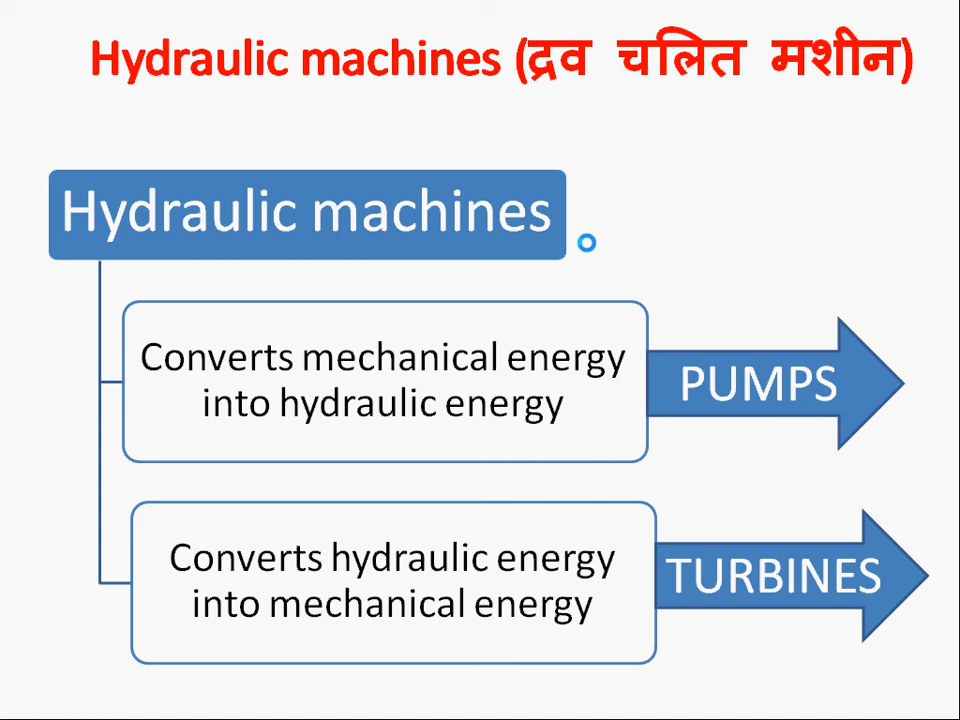 Hydraulic machines (द्रव चलित मशीन)
Hydraulic machines
Converts mechanical energy
into hydraulic energy
PUMPS
Converts hydraulic energy
into mechanical energy
TURBINES